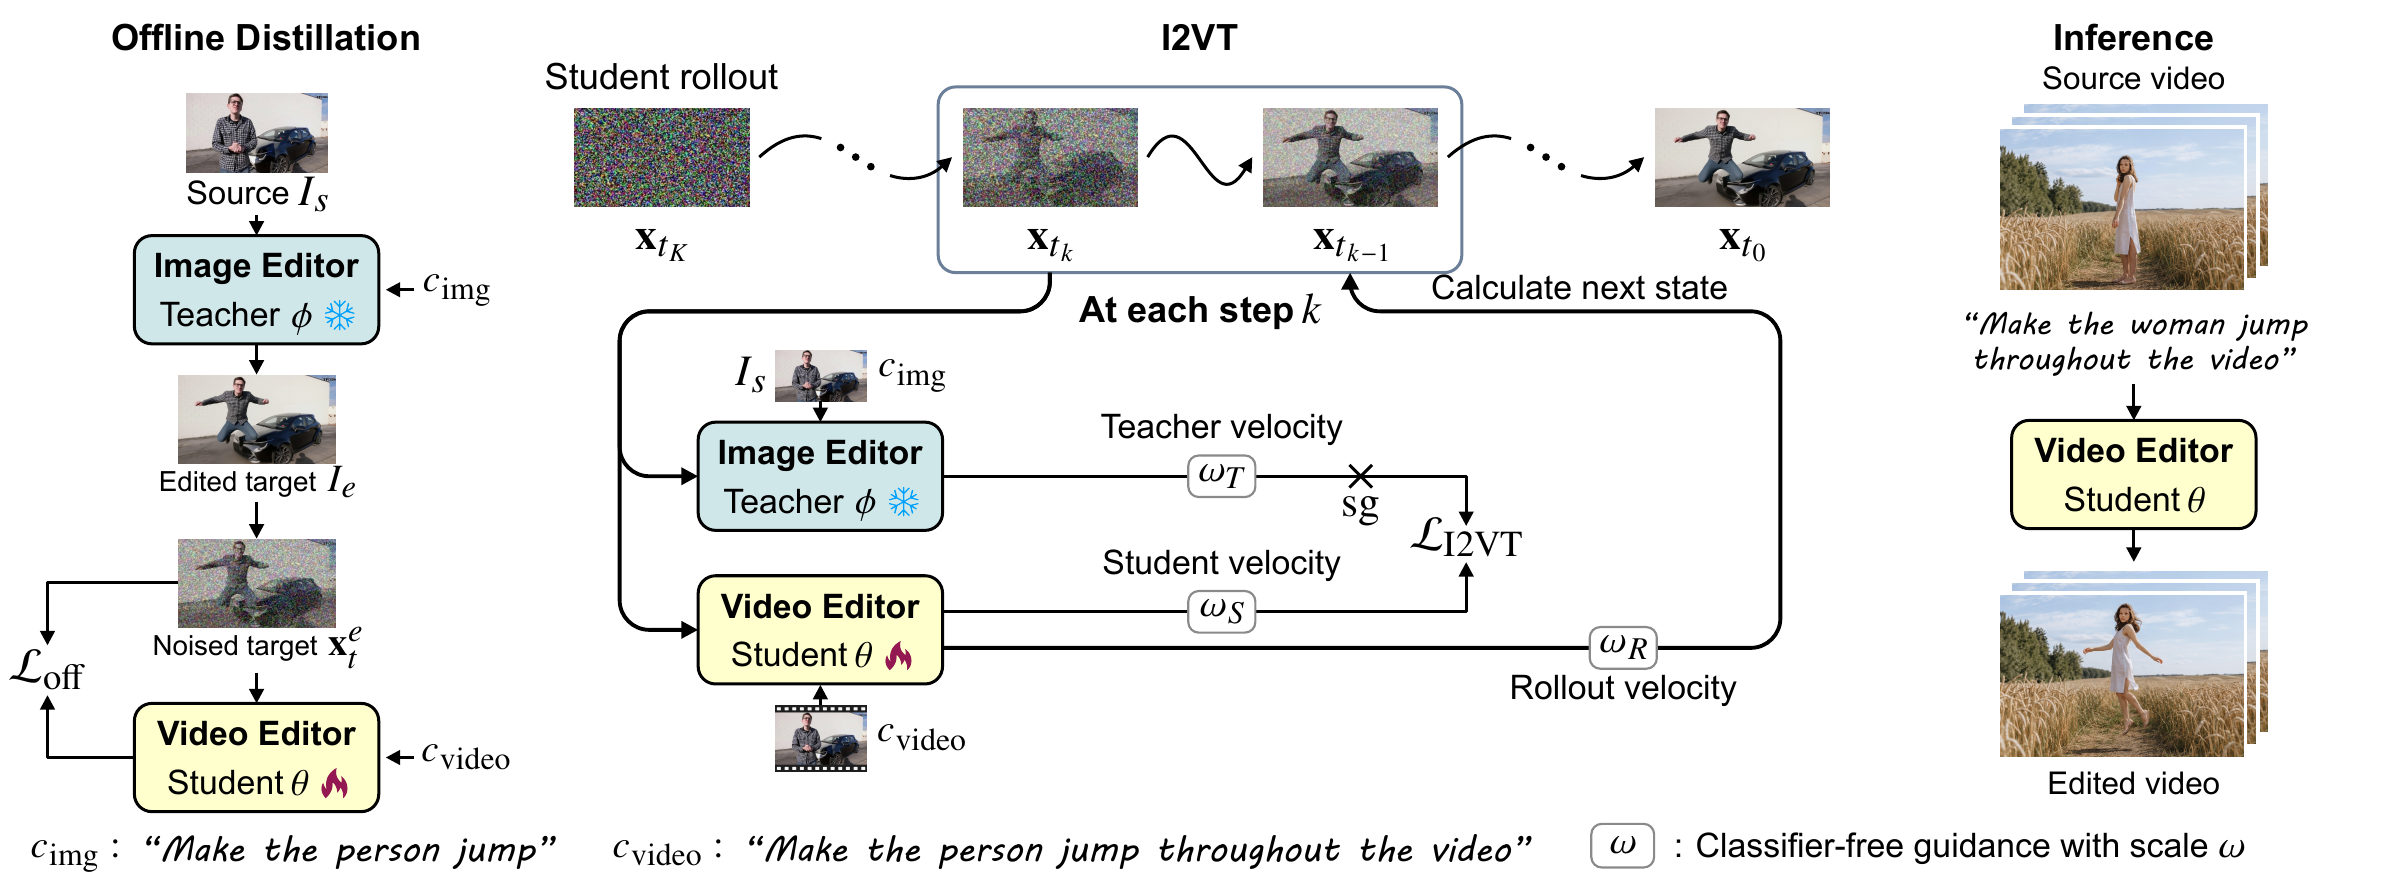 Offline Distillation
Source I_s
Image Editor
Teacher ϕ
c_img
Edited target I_e
Noised target x_t^e
ℒ_off
Video Editor
Student θ
c_video
I2VT
Student rollout
x_{t_K}
x_{t_k}
x_{t_{k−1}}
x_{t_0}
At each step k
Calculate next state
I_s
c_img
Image Editor
Teacher ϕ
Teacher velocity
ω_T
sg
ℒ_I2VT
Student velocity
ω_S
Video Editor
Student θ
ω_R
Rollout velocity
c_video
Inference
Source video
“Make the woman jump
throughout the video”
Video Editor
Student θ
Edited video
c_img : “Make the person jump”
c_video : “Make the person jump throughout the video”
ω : Classifier-free guidance with scale ω